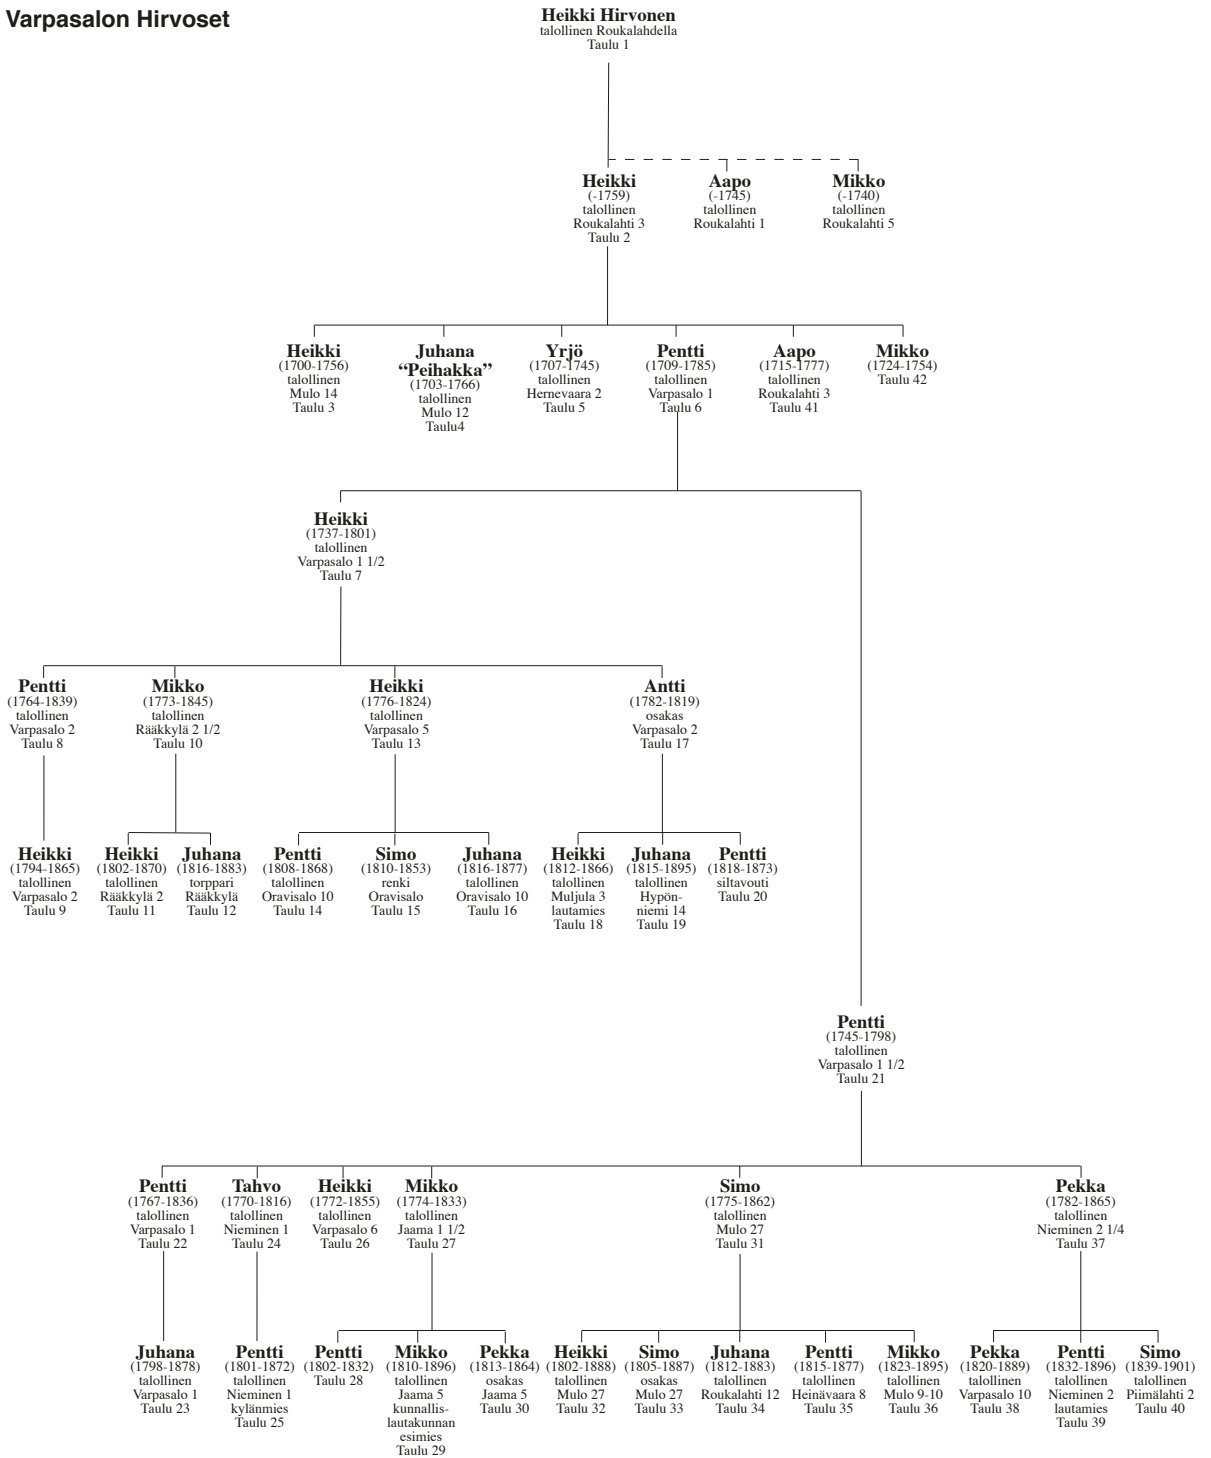 Varpasalon Hirvoset
Heikki Hirvonen
talollinen Roukalahdella
Taulu 1
Heikki
(-1759)
talollinen
Roukalahti 3
Taulu 2
Aapo
(-1745)
talollinen
Roukalahti 1
Mikko
(-1740)
talollinen
Roukalahti 5
Heikki
(1700-1756)
talollinen
Mulo 14
Taulu 3
Juhana
“Peihakka”
(1703-1766)
talollinen
Mulo 12
Taulu4
Yrjö
(1707-1745)
talollinen
Hernevaara 2
Taulu 5
Pentti
(1709-1785)
talollinen
Varpasalo 1
Taulu 6
Aapo
(1715-1777)
talollinen
Roukalahti 3
Taulu 41
Mikko
(1724-1754)
Taulu 42
Heikki
(1737-1801)
talollinen
Varpasalo 1 1/2
Taulu 7
Pentti
(1764-1839)
talollinen
Varpasalo 2
Taulu 8
Mikko
(1773-1845)
talollinen
Rääkkylä 2 1/2
Taulu 10
Heikki
(1776-1824)
talollinen
Varpasalo 5
Taulu 13
Antti
(1782-1819)
osakas
Varpasalo 2
Taulu 17
Heikki
(1794-1865)
talollinen
Varpasalo 2
Taulu 9
Heikki
(1802-1870)
talollinen
Rääkkylä 2
Taulu 11
Juhana
(1816-1883)
torppari
Rääkkylä
Taulu 12
Pentti
(1808-1868)
talollinen
Oravisalo 10
Taulu 14
Simo
(1810-1853)
renki
Oravisalo
Taulu 15
Juhana
(1816-1877)
talollinen
Oravisalo 10
Taulu 16
Heikki
(1812-1866)
talollinen
Muljula 3
lautamies
Taulu 18
Juhana
(1815-1895)
talollinen
Hypön-
niemi 14
Taulu 19
Pentti
(1818-1873)
siltavouti
Taulu 20
Pentti
(1745-1798)
talollinen
Varpasalo 1 1/2
Taulu 21
Pentti
(1767-1836)
talollinen
Varpasalo 1
Taulu 22
Tahvo
(1770-1816)
talollinen
Nieminen 1
Taulu 24
Heikki
(1772-1855)
talollinen
Varpasalo 6
Taulu 26
Mikko
(1774-1833)
talollinen
Jaama 1 1/2
Taulu 27
Simo
(1775-1862)
talollinen
Mulo 27
Taulu 31
Pekka
(1782-1865)
talollinen
Nieminen 2 1/4
Taulu 37
Juhana
(1798-1878)
talollinen
Varpasalo 1
Taulu 23
Pentti
(1801-1872)
talollinen
Nieminen 1
kylänmies
Taulu 25
Pentti
(1802-1832)
Taulu 28
Mikko
(1810-1896)
talollinen
Jaama 5
kunnallis-
lautakunnan
esimies
Taulu 29
Pekka
(1813-1864)
osakas
Jaama 5
Taulu 30
Heikki
(1802-1888)
talollinen
Mulo 27
Taulu 32
Simo
(1805-1887)
osakas
Mulo 27
Taulu 33
Juhana
(1812-1883)
talollinen
Roukalahti 12
Taulu 34
Pentti
(1815-1877)
talollinen
Heinävaara 8
Taulu 35
Mikko
(1823-1895)
talollinen
Mulo 9-10
Taulu 36
Pekka
(1820-1889)
talollinen
Varpasalo 10
Taulu 38
Pentti
(1832-1896)
talollinen
Nieminen 2
lautamies
Taulu 39
Simo
(1839-1901)
talollinen
Piimälahti 2
Taulu 40